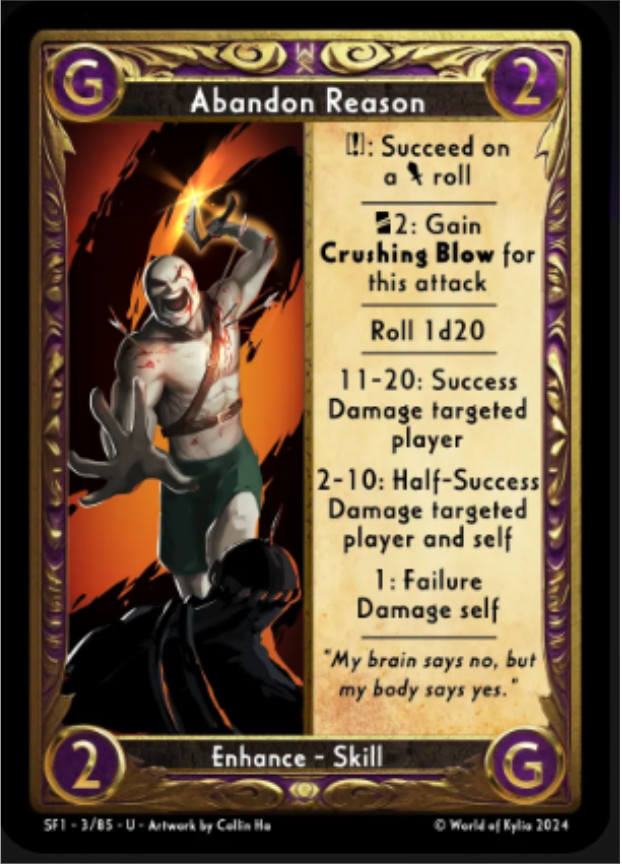 G
2
Abandon Reason
[!]: Succeed on
a roll
2: Gain
Crushing Blow for
this attack
Roll 1d20
11-20: Success
Damage targeted
player
2-10: Half-Success
Damage targeted
player and self
1: Failure
Damage self
"My brain says no, but
my body says yes."
2
Enhance - Skill
G
SF1 - 3/85 - U - Artwork by Collin Ha
© World of Kylia 2024